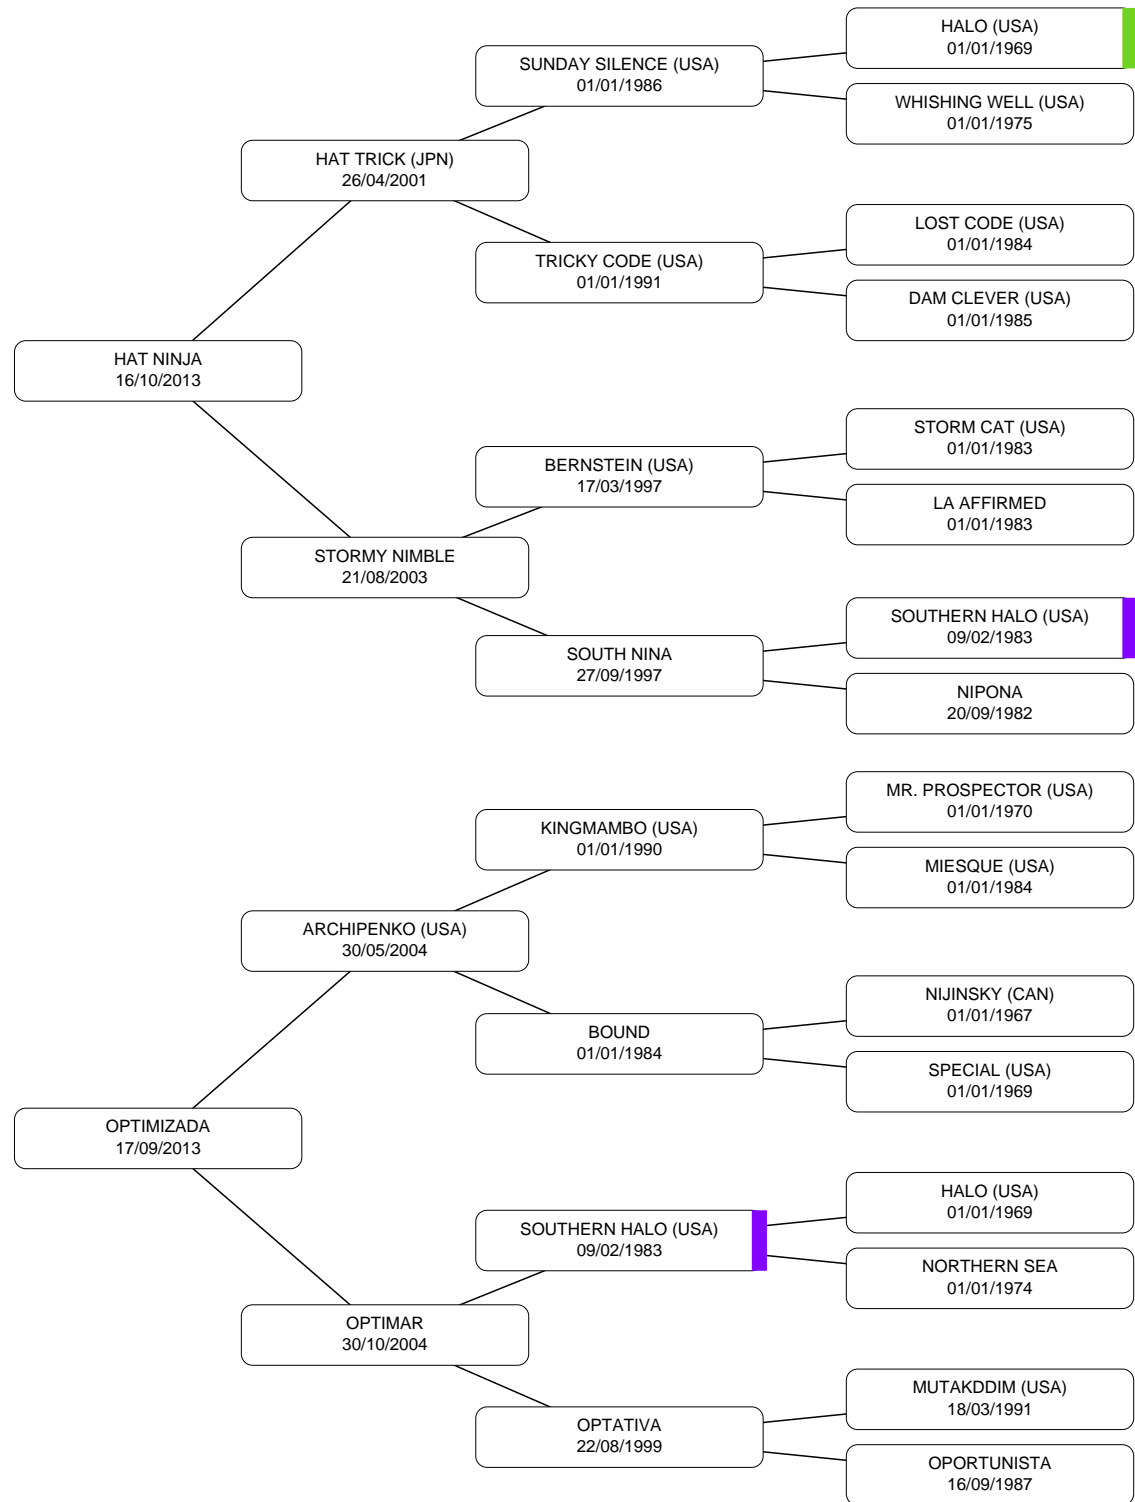 HALO (USA)
01/01/1969
SUNDAY SILENCE (USA)
01/01/1986
WHISHING WELL (USA)
01/01/1975
HAT TRICK (JPN)
26/04/2001
LOST CODE (USA)
01/01/1984
TRICKY CODE (USA)
01/01/1991
DAM CLEVER (USA)
01/01/1985
HAT NINJA
16/10/2013
STORM CAT (USA)
01/01/1983
BERNSTEIN (USA)
17/03/1997
LA AFFIRMED
01/01/1983
STORMY NIMBLE
21/08/2003
SOUTHERN HALO (USA)
09/02/1983
SOUTH NINA
27/09/1997
NIPONA
20/09/1982
MR. PROSPECTOR (USA)
01/01/1970
KINGMAMBO (USA)
01/01/1990
MIESQUE (USA)
01/01/1984
ARCHIPENKO (USA)
30/05/2004
NIJINSKY (CAN)
01/01/1967
BOUND
01/01/1984
SPECIAL (USA)
01/01/1969
OPTIMIZADA
17/09/2013
HALO (USA)
01/01/1969
SOUTHERN HALO (USA)
09/02/1983
NORTHERN SEA
01/01/1974
OPTIMAR
30/10/2004
MUTAKDDIM (USA)
18/03/1991
OPTATIVA
22/08/1999
OPORTUNISTA
16/09/1987